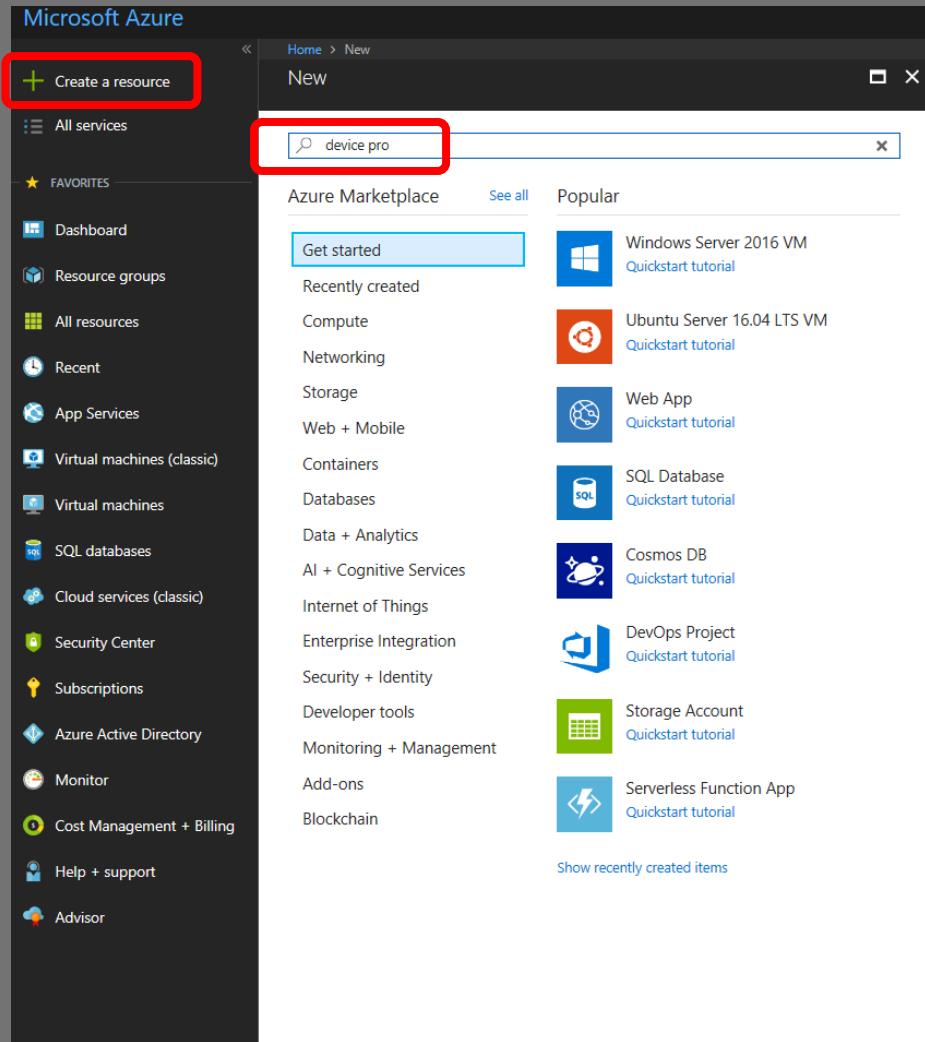 Microsoft Azure
«
Create a resource
All services
FAVORITES
Dashboard
Resource groups
All resources
Recent
App Services
Virtual machines (classic)
Virtual machines
SQL databases
Cloud services (classic)
Security Center
Subscriptions
Azure Active Directory
Monitor
Cost Management + Billing
Help + support
Advisor
Home > New
New
device pro
Azure Marketplace See all
Get started
Recently created
Compute
Networking
Storage
Web + Mobile
Containers
Databases
Data + Analytics
AI + Cognitive Services
Internet of Things
Enterprise Integration
Security + Identity
Developer tools
Monitoring + Management
Add-ons
Blockchain
Popular
Windows Server 2016 VM
Quickstart tutorial
Ubuntu Server 16.04 LTS VM
Quickstart tutorial
Web App
Quickstart tutorial
SQL
SQL Database
Quickstart tutorial
Cosmos DB
Quickstart tutorial
DevOps Project
Quickstart tutorial
Storage Account
Quickstart tutorial
Serverless Function App
Quickstart tutorial
Show recently created items